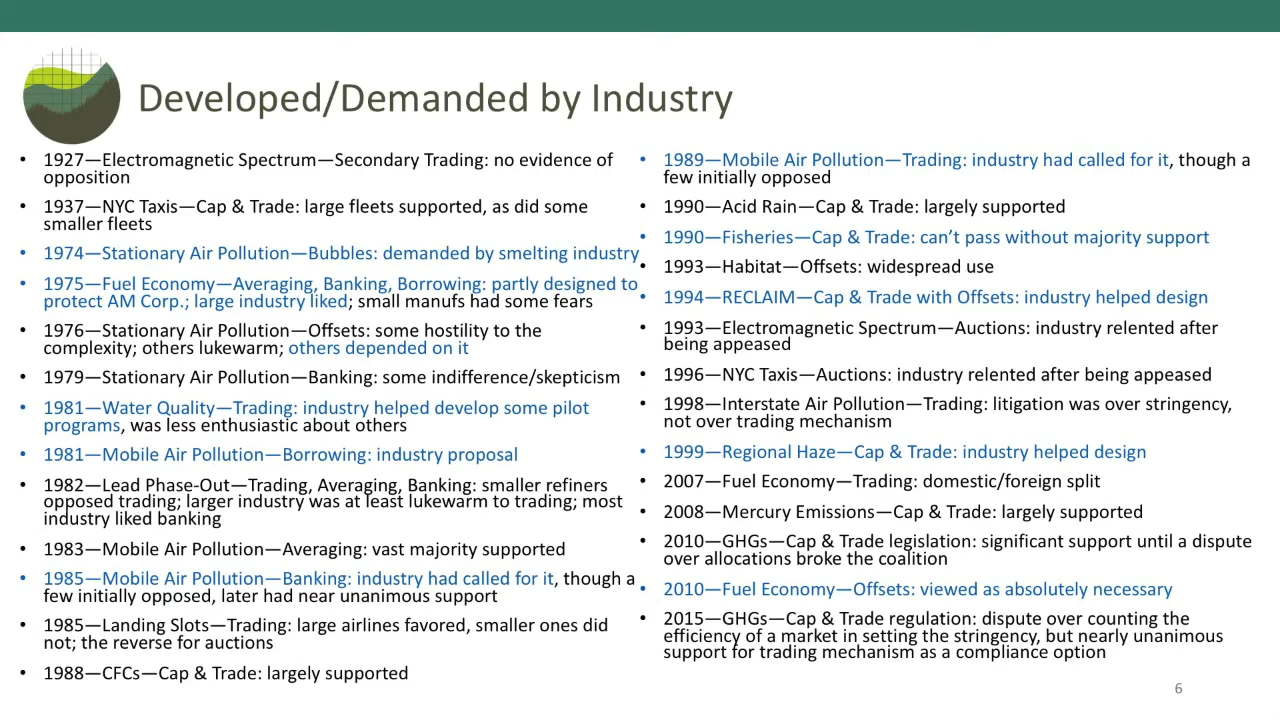 Developed/Demanded by Industry
• 1927—Electromagnetic Spectrum—Secondary Trading: no evidence of
opposition
• 1937—NYC Taxis—Cap & Trade: large fleets supported, as did some
smaller fleets
• 1974—Stationary Air Pollution—Bubbles: demanded by smelting industry
• 1975—Fuel Economy—Averaging, Banking, Borrowing: partly designed to
protect AM Corp.; large industry liked; small manufs had some fears
• 1976—Stationary Air Pollution—Offsets: some hostility to the
complexity; others lukewarm; others depended on it
• 1979—Stationary Air Pollution—Banking: some indifference/skepticism
• 1981—Water Quality—Trading: industry helped develop some pilot
programs, was less enthusiastic about others
• 1981—Mobile Air Pollution—Borrowing: industry proposal
• 1982—Lead Phase-Out—Trading, Averaging, Banking: smaller refiners
opposed trading; larger industry was at least lukewarm to trading; most
industry liked banking
• 1983—Mobile Air Pollution—Averaging: vast majority supported
• 1985—Mobile Air Pollution—Banking: industry had called for it, though a
few initially opposed, later had near unanimous support
• 1985—Landing Slots—Trading: large airlines favored, smaller ones did
not; the reverse for auctions
• 1988—CFCs—Cap & Trade: largely supported
• 1989—Mobile Air Pollution—Trading: industry had called for it, though a
few initially opposed
• 1990—Acid Rain—Cap & Trade: largely supported
• 1990—Fisheries—Cap & Trade: can’t pass without majority support
• 1993—Habitat—Offsets: widespread use
• 1994—RECLAIM—Cap & Trade with Offsets: industry helped design
• 1993—Electromagnetic Spectrum—Auctions: industry relented after
being appeased
• 1996—NYC Taxis—Auctions: industry relented after being appeased
• 1998—Interstate Air Pollution—Trading: litigation was over stringency,
not over trading mechanism
• 1999—Regional Haze—Cap & Trade: industry helped design
• 2007—Fuel Economy—Trading: domestic/foreign split
• 2008—Mercury Emissions—Cap & Trade: largely supported
• 2010—GHGs—Cap & Trade legislation: significant support until a dispute
over allocations broke the coalition
• 2010—Fuel Economy—Offsets: viewed as absolutely necessary
• 2015—GHGs—Cap & Trade regulation: dispute over counting the
efficiency of a market in setting the stringency, but nearly unanimous
support for trading mechanism as a compliance option
6